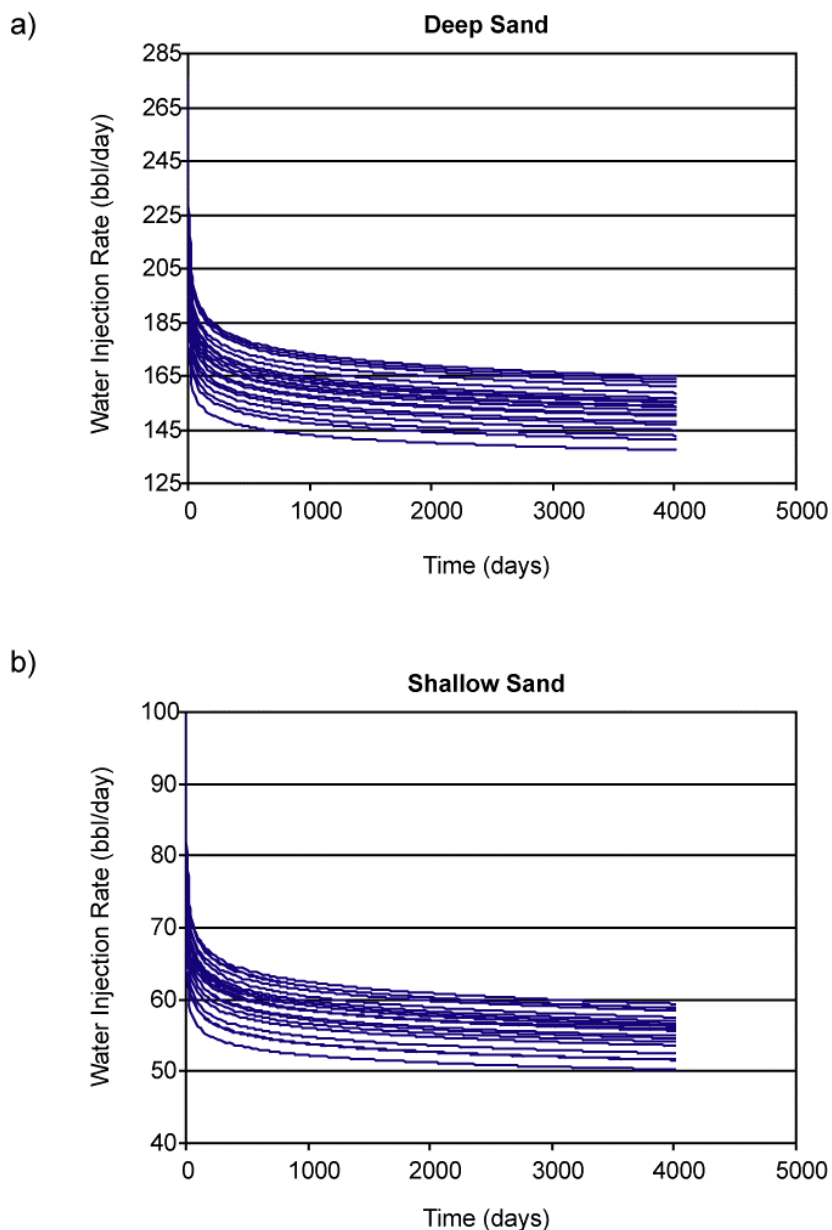 a)
Deep Sand
Water Injection Rate (bbl/day)
285
265
245
225
205
185
165
145
125
0 1000 2000 3000 4000 5000
Time (days)
b)
Shallow Sand
Water Injection Rate (bbl/day)
100
90
80
70
60
50
40
0 1000 2000 3000 4000 5000
Time (days)